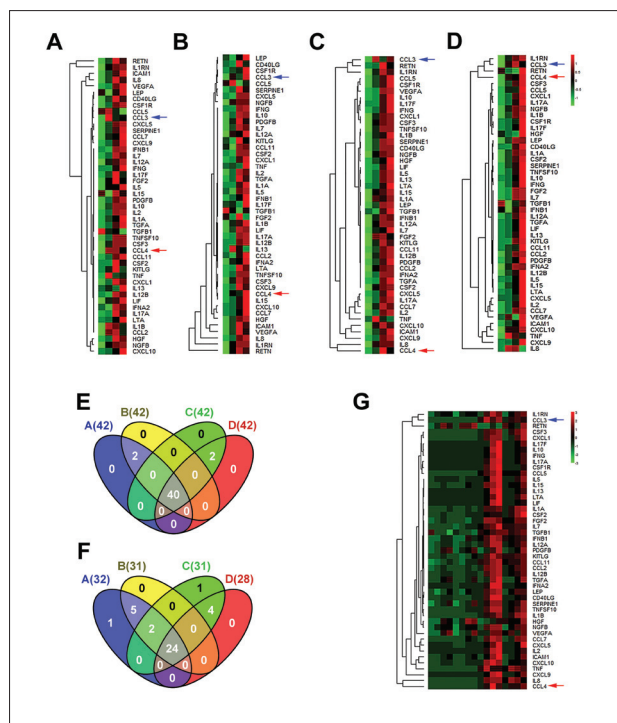 A
RETN
IL1RN
ICAM1
IL8
VEGFA
LEP
CD40LG
CSF1R
CCL5
CCL3
CXCL5
SERPINE1
CCL7
CXCL9
IFNB1
IL7
IL12A
IFNG
IL17F
FGF2
IL5
IL15
PDGFB
IL10
IL2
IL1A
TGFA
TGFB1
TNFSF10
CSF3
CCL4
CCL11
CSF2
KITLG
TNF
CXCL1
IL13
IL12B
LIF
IFNA2
IL17A
LTA
IL1B
CCL2
HGF
NGFB
CXCL10
B
LEP
CD40LG
CSF1R
CCL3
CCL5
SERPINE1
CXCL5
NGFB
IFNG
IL10
PDGFB
IL7
IL12A
KITLG
CCL11
CSF2
CXCL1
TNF
IL2
TGFA
IL1A
IL5
IFNB1
IL17F
TGFB1
FGF2
IL1B
LIF
IL17A
IL12B
IL13
CCL2
IFNA2
LTA
TNFSF10
CSF3
CXCL9
CCL4
IL15
CXCL10
CCL7
HGF
ICAM1
VEGFA
IL8
IL1RN
RETN
C
CCL3
RETN
IL1RN
CCL5
CSF1R
VEGFA
IL10
IL17F
IFNG
CSF3
TNFSF10
IL1B
SERPINE1
CD40LG
NGFB
HGF
LIF
IL5
IL13
LTA
IL15
IL1A
LEP
TGFB1
IFNB1
IL12A
IL7
FGF2
KITLG
CCL11
IL12B
PDGFB
CCL2
IFNA2
TGFA
CSF2
CXCL5
IL17A
CCL7
IL2
TNF
CXCL10
ICAM1
CXCL9
IL8
CCL4
D
IL1RN
CCL3
RETN
CCL4
CCL5
CSF3
CXCL1
IL17A
NGFB
IL1B
CSF1R
IL17F
HGF
LEP
CD40LG
IL1A
CSF2
SERPINE1
TNFSF10
IL10
IFNG
FGF2
IL7
TGFB1
IFNB1
IL12A
TGFA
LIF
IL13
KITLG
CCL11
CCL2
PDGFB
IFNA2
IL12B
IL5
IL15
LTA
CXCL5
IL2
CCL7
VEGFA
ICAM1
CXCL10
TNF
CXCL9
IL8
E
A(42)
B(42)
C(42)
D(42)
0
0
0
2
0
2
0
0
0
0
40
0
0
0
0
F
A(32)
B(31)
C(31)
D(28)
0
1
5
0
4
1
2
0
0
24
0
0
0
0
0
G
IL1RN
CCL3
RETN
CSF3
CXCL1
IL17F
IL10
IFNG
IL17A
CSF1R
CCL5
IL5
IL15
IL13
LTA
LIF
IL1A
CSF2
FGF2
IL7
TGFB1
IFNB1
IL12A
PDGFB
KITLG
CCL11
CCL2
IL12B
TGFA
IFNA2
LEP
CD40LG
SERPINE1
TNFSF10
IL1B
HGF
NGFB
VEGFA
CCL7
CXCL5
IL2
ICAM1
CXCL10
TNF
CXCL9
IL8
CCL4